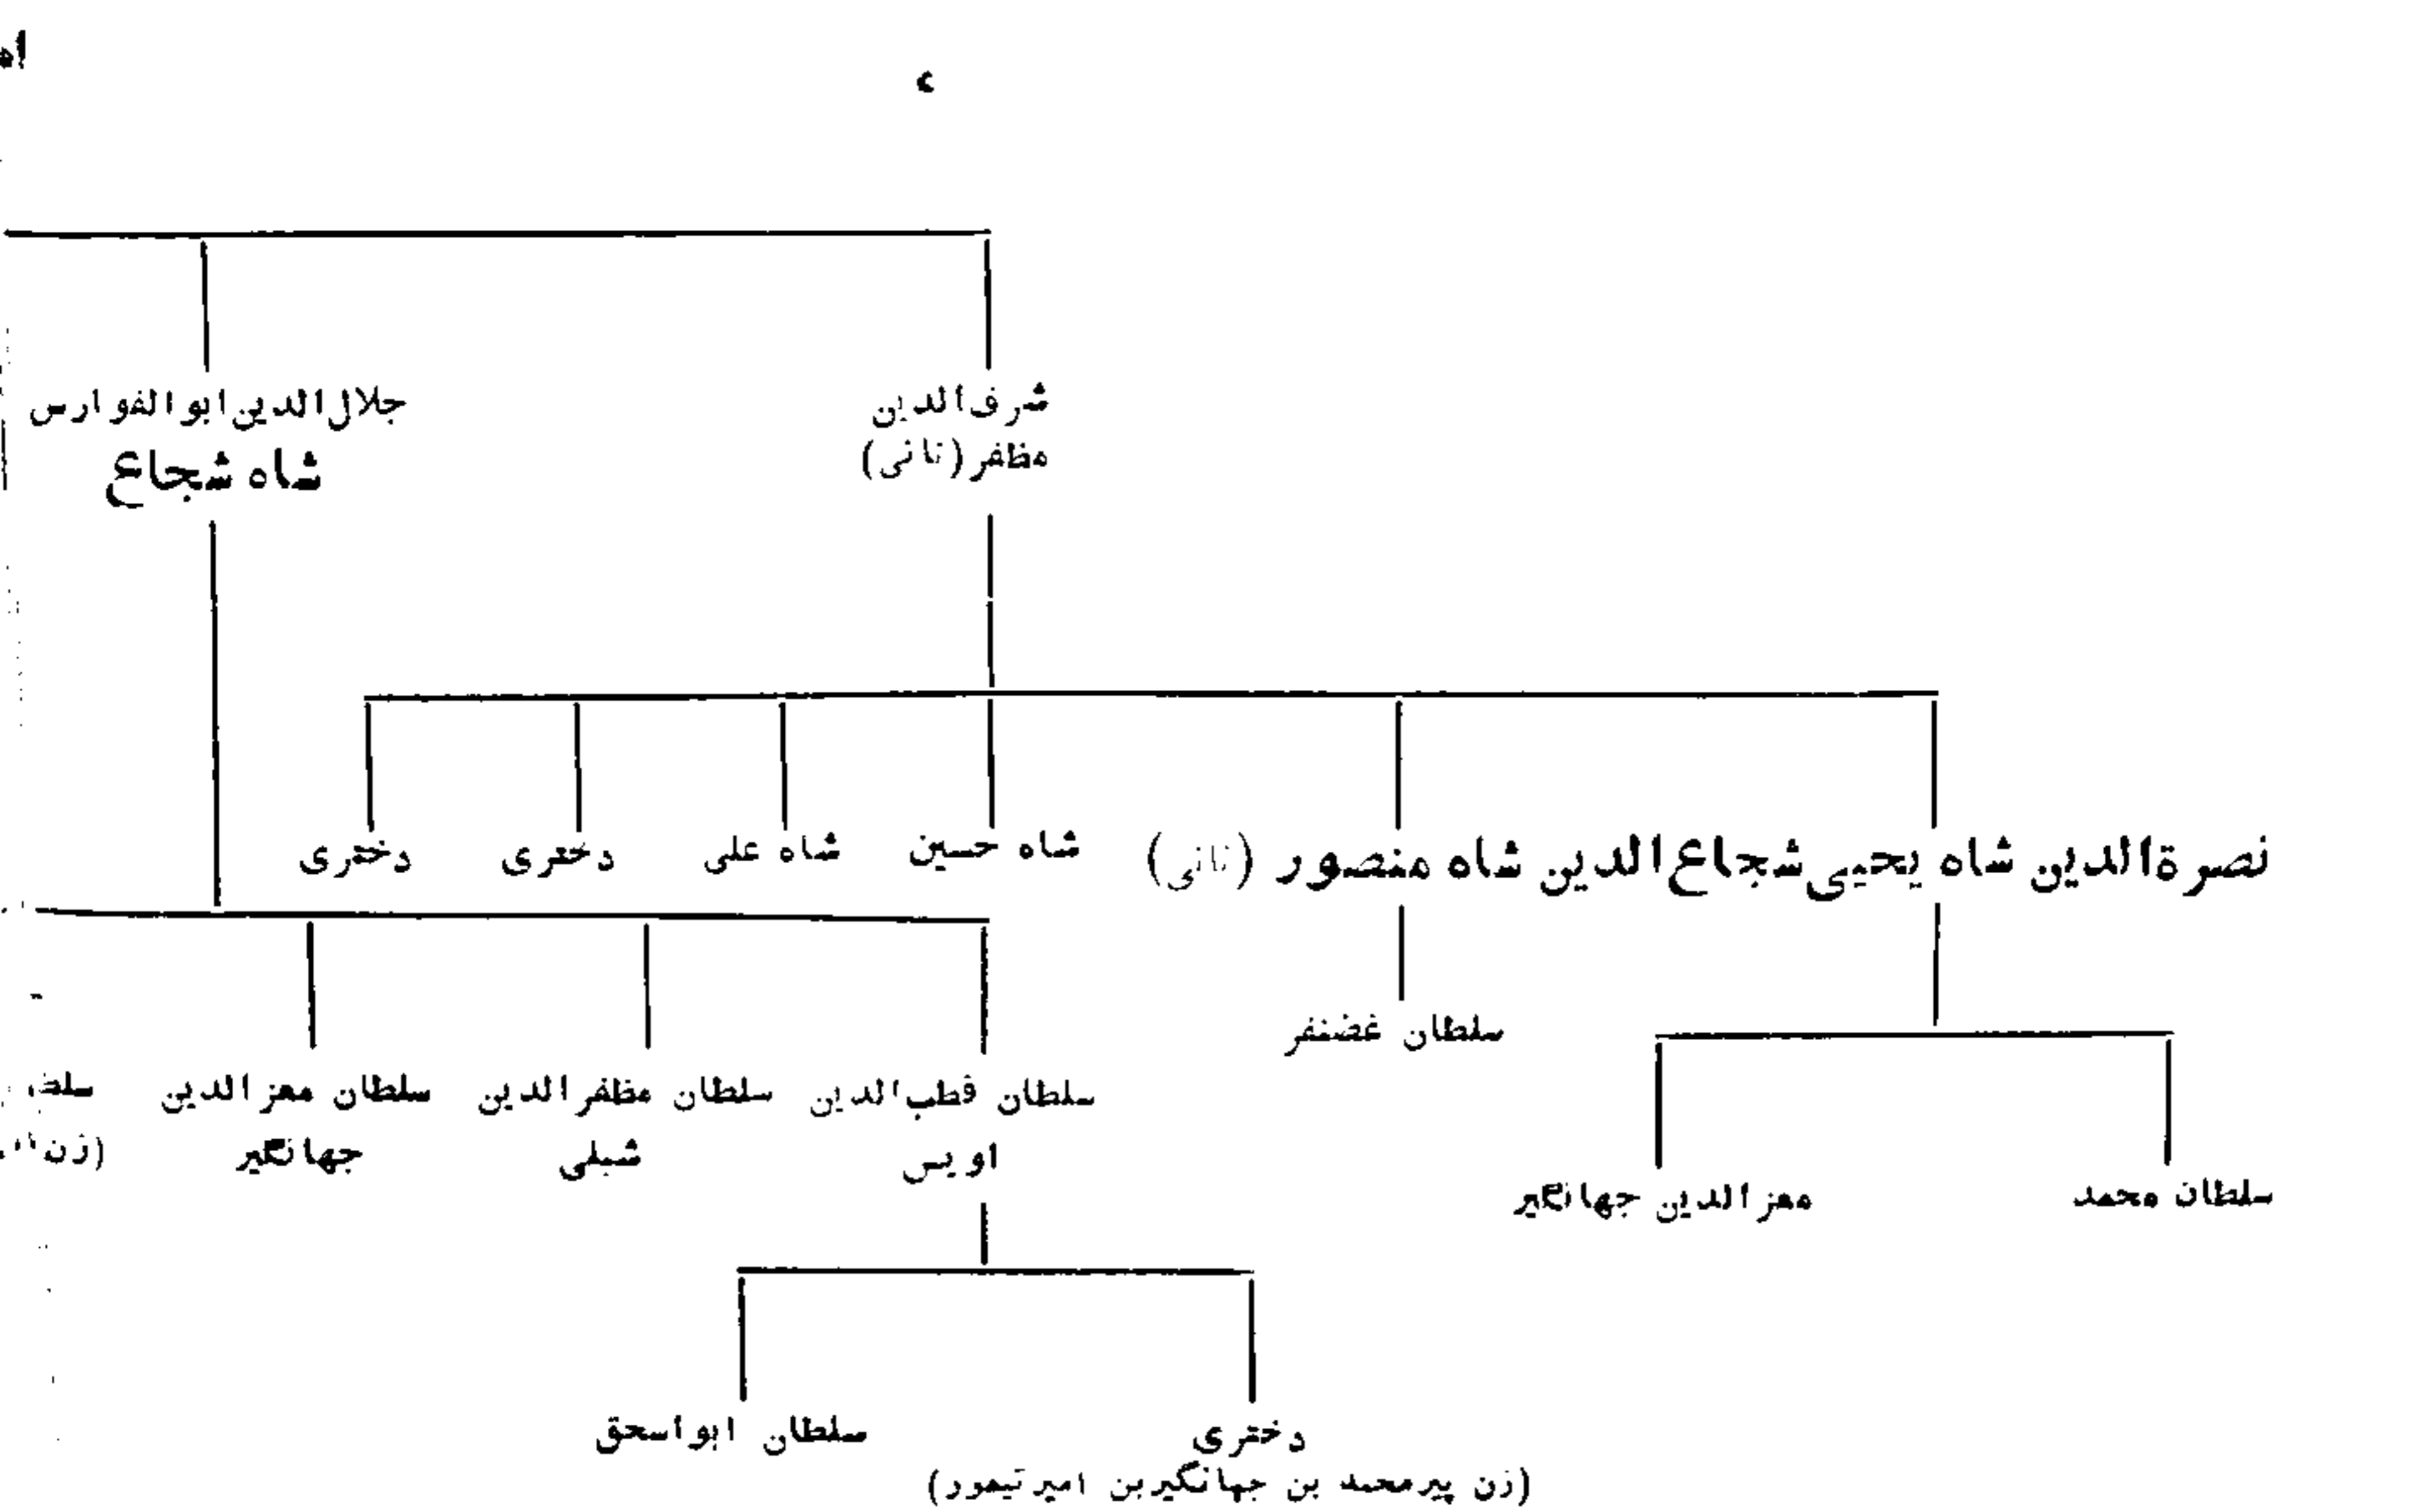 شرف‌الدین
مظفر (ثانی)
جلال‌الدین ابوالفوارس
شاه شجاع
نصرةالدین شاه یحیی
شجاع‌الدین شاه منصور (ثانی)
شاه حسین
شاه علی
دختری
دختری
سلطان غضنفر
سلطان محمد
معزالدین جهانگیر
سلطان قطب‌الدین
اویس
سلطان مظفرالدین
شبلی
سلطان معزالدین
جهانگیر
(زن
دختری
(زن پیرمحمد بن جهانگیربن امیرتیمور)
سلطان ابواسحق